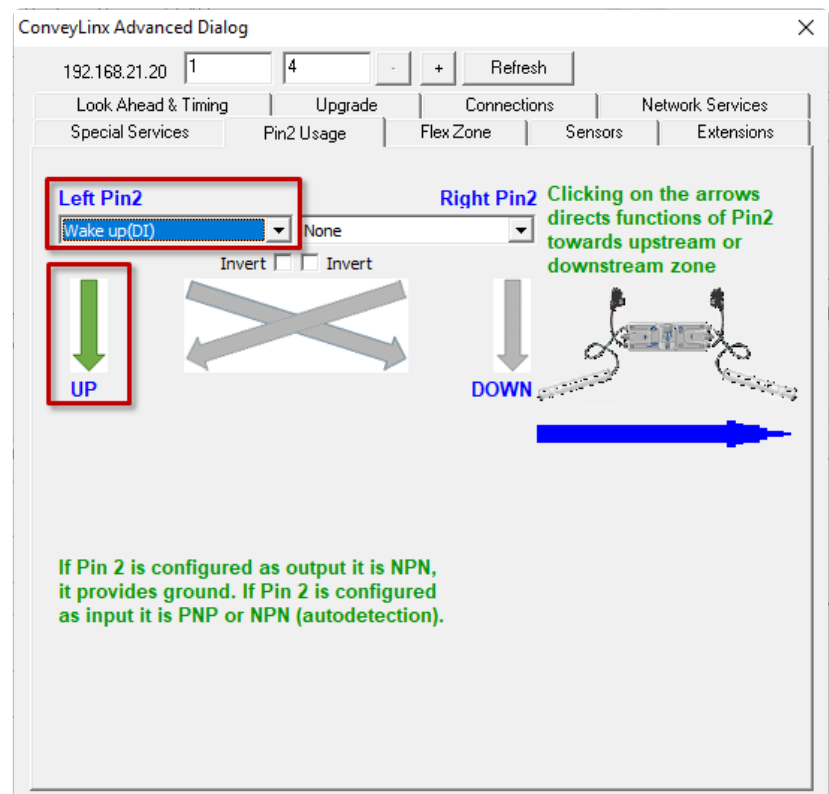 ConveyLinx Advanced Dialog
192.168.21.20 1 4 - + Refresh
Look Ahead & Timing Upgrade Connections Network Services
Special Services Pin2 Usage Flex Zone Sensors Extensions
Left Pin2 Right Pin2
Wake up(DI) None
Invert Invert
Clicking on the arrows
directs functions of Pin2
towards upstream or
downstream zone
UP DOWN
If Pin 2 is configured as output it is NPN,
it provides ground. If Pin 2 is configured
as input it is PNP or NPN (autodetection).